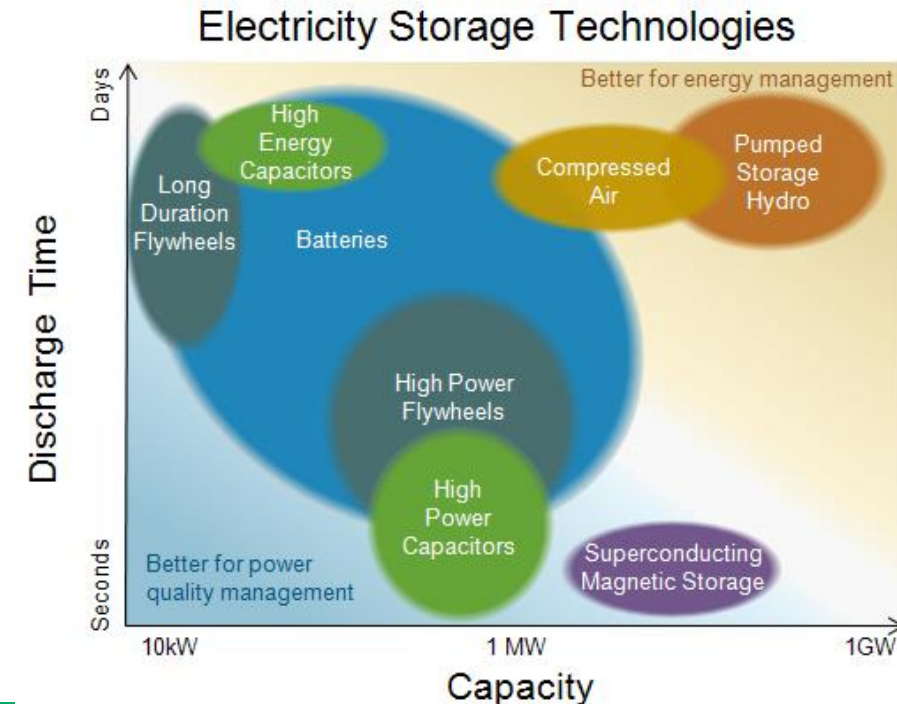 Electricity Storage Technologies
Days
Better for energy management
High
Energy
Capacitors
Pumped
Storage
Hydro
Compressed
Air
Long
Duration
Flywheels
Batteries
Discharge Time
High Power
Flywheels
High
Power
Capacitors
Superconducting
Magnetic Storage
Better for power
quality management
Seconds
10kW
1 MW
1GW
Capacity